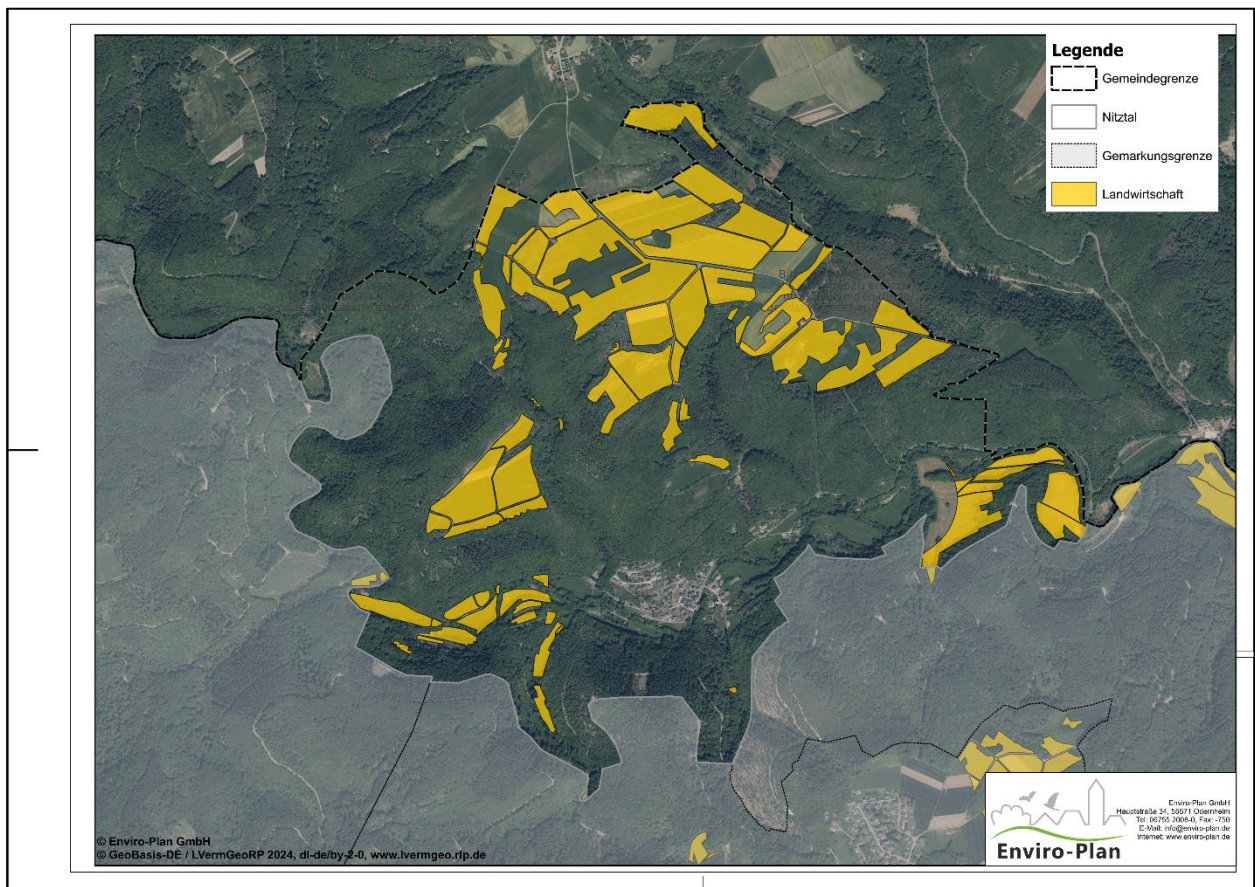 Legende
Gemeindegrenze
Nitztal
Gemarkungsgrenze
Landwirtschaft
Enviro-Plan GmbH
Hauptstraße 34, 55571 Odernheim
Tel: 06755 2008-0, Fax: -750
E-Mail: info@enviro-plan.de
Internet: www.enviro-plan.de
Enviro-Plan
© Enviro-Plan GmbH
© GeoBasis-DE / LVermGeoRP 2024, dl-de/by-2-0, www.lvermgeo.rlp.de